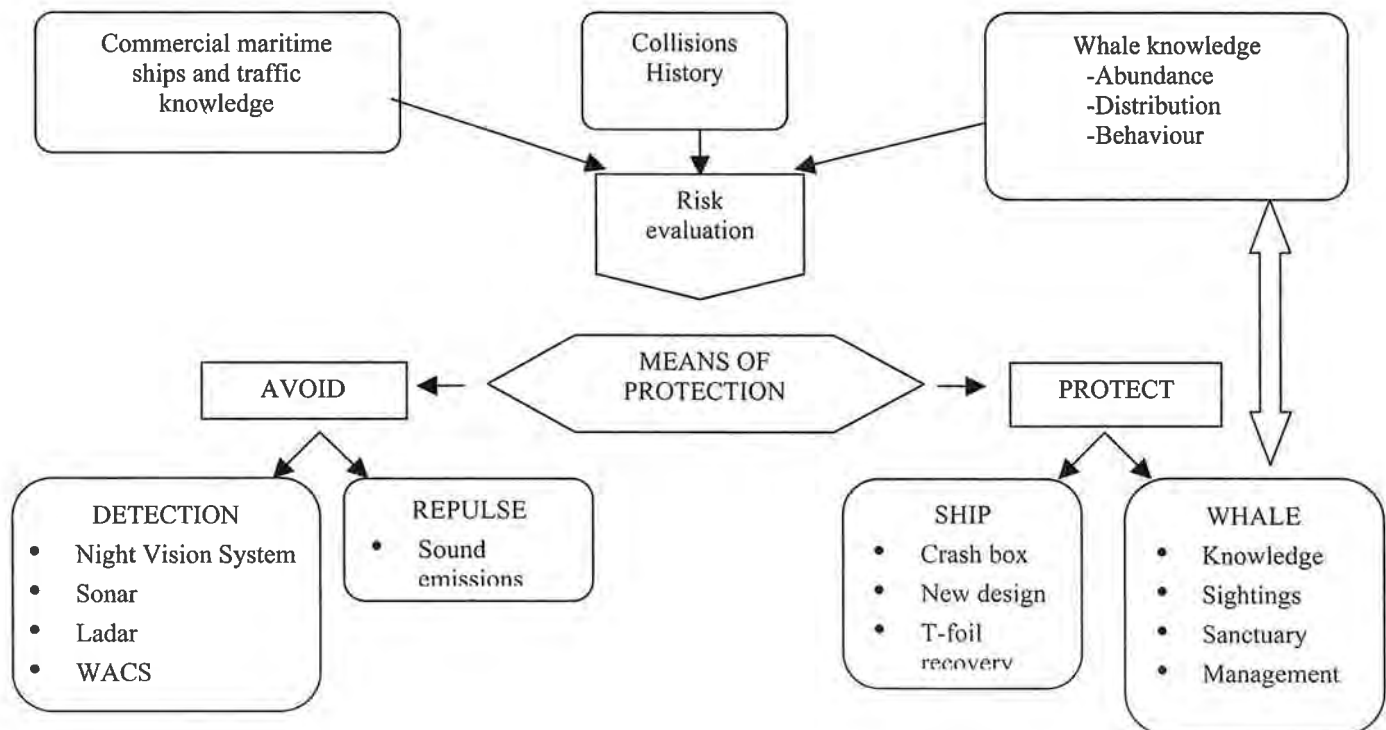 Commercial maritime
ships and traffic
knowledge
Collisions
History
Whale knowledge
-Abundance
-Distribution
-Behaviour
Risk
evaluation
MEANS OF
PROTECTION
AVOID
PROTECT
DETECTION
• Night Vision System
• Sonar
• Ladar
• WACS
REPULSE
• Sound
emissions
SHIP
• Crash box
• New design
• T-foil
recovery
WHALE
• Knowledge
• Sightings
• Sanctuary
• Management